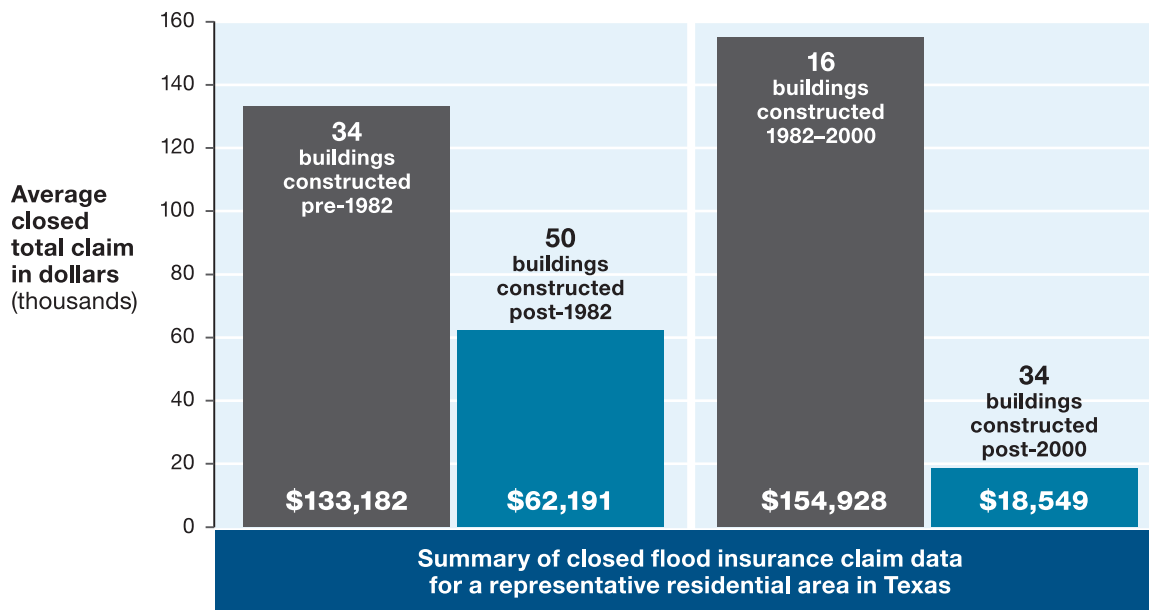 Average
closed
total claim
in dollars
(thousands)
160
140
120
100
80
60
40
20
0
34
buildings
constructed
pre-1982
$133,182
50
buildings
constructed
post-1982
$62,191
16
buildings
constructed
1982–2000
$154,928
34
buildings
constructed
post-2000
$18,549
Summary of closed flood insurance claim data
for a representative residential area in Texas